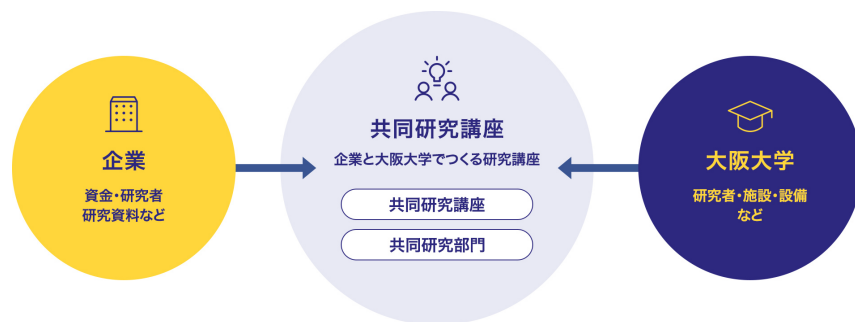 企業
資金・研究者
研究資料など
共同研究講座
企業と大阪大学でつくる研究講座
共同研究講座
共同研究部門
大阪大学
研究者・施設・設備
など